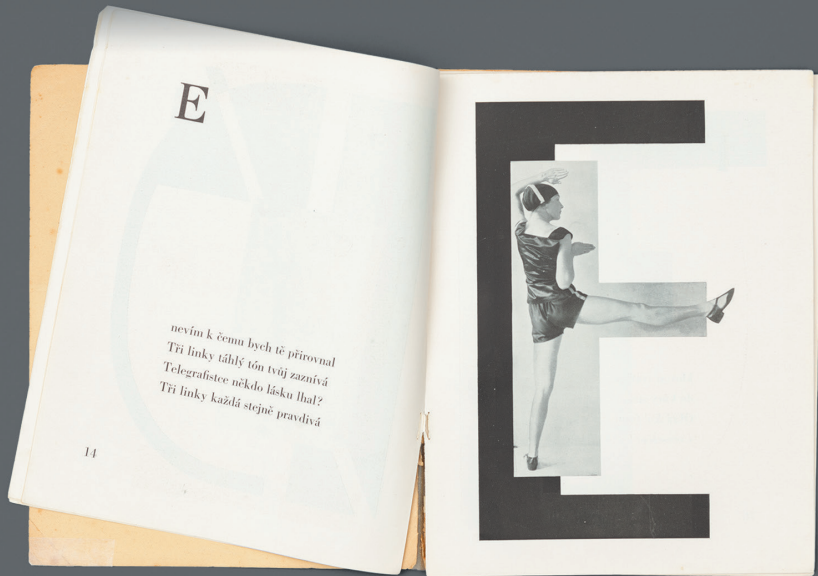 E
nevím k čemu bych tě přirovnal
Tři linky táhlý tón tvůj zaznívá
Telegrafistce někdo lásku lhal?
Tři linky každá stejně pravdivá
14
E